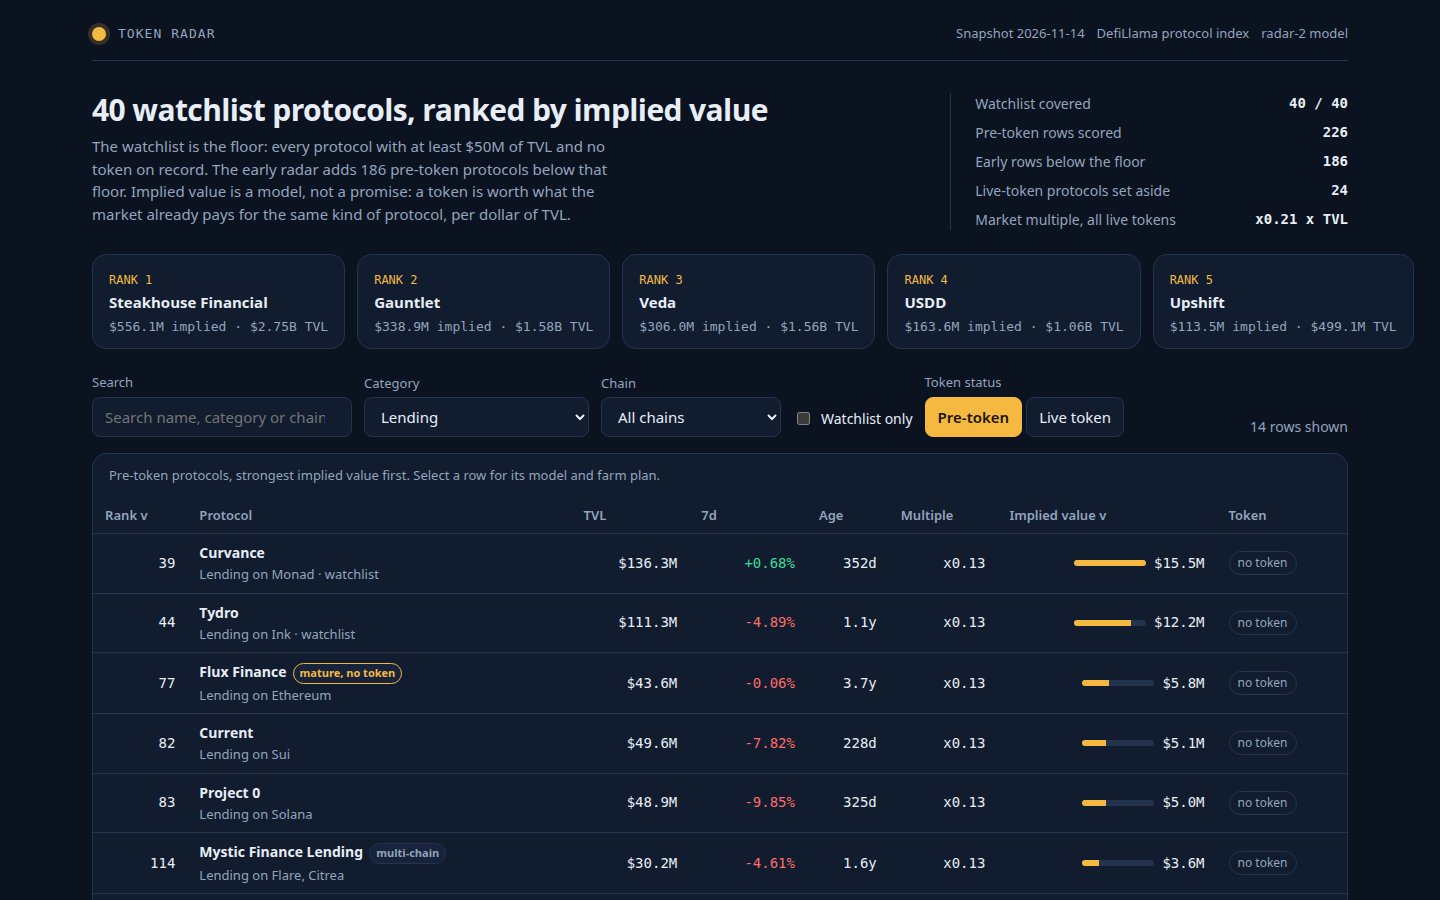 TOKEN RADAR
Snapshot 2026-11-14 DefiLlama protocol index radar-2 model
40 watchlist protocols, ranked by implied value
The watchlist is the floor: every protocol with at least $50M of TVL and no
token on record. The early radar adds 186 pre-token protocols below that
floor. Implied value is a model, not a promise: a token is worth what the
market already pays for the same kind of protocol, per dollar of TVL.
Watchlist covered 40 / 40
Pre-token rows scored 226
Early rows below the floor 186
Live-token protocols set aside 24
Market multiple, all live tokens x0.21 x TVL
RANK 1
Steakhouse Financial
$556.1M implied · $2.75B TVL
RANK 2
Gauntlet
$338.9M implied · $1.58B TVL
RANK 3
Veda
$306.0M implied · $1.56B TVL
RANK 4
USDD
$163.6M implied · $1.06B TVL
RANK 5
Upshift
$113.5M implied · $499.1M TVL
Search
Search name, category or chain
Category
Lending
Chain
All chains
Watchlist only
Token status
Pre-token Live token
14 rows shown
Pre-token protocols, strongest implied value first. Select a row for its model and farm plan.
Rank v Protocol TVL 7d Age Multiple Implied value v Token
39 Curvance $136.3M +0.68% 352d x0.13 $15.5M no token
Lending on Monad · watchlist
44 Tydro $111.3M -4.89% 1.1y x0.13 $12.2M no token
Lending on Ink · watchlist
77 Flux Finance mature, no token $43.6M -0.06% 3.7y x0.13 $5.8M no token
Lending on Ethereum
82 Current $49.6M -7.82% 228d x0.13 $5.1M no token
Lending on Sui
83 Project 0 $48.9M -9.85% 325d x0.13 $5.0M no token
Lending on Solana
114 Mystic Finance Lending multi-chain $30.2M -4.61% 1.6y x0.13 $3.6M no token
Lending on Flare, Citrea